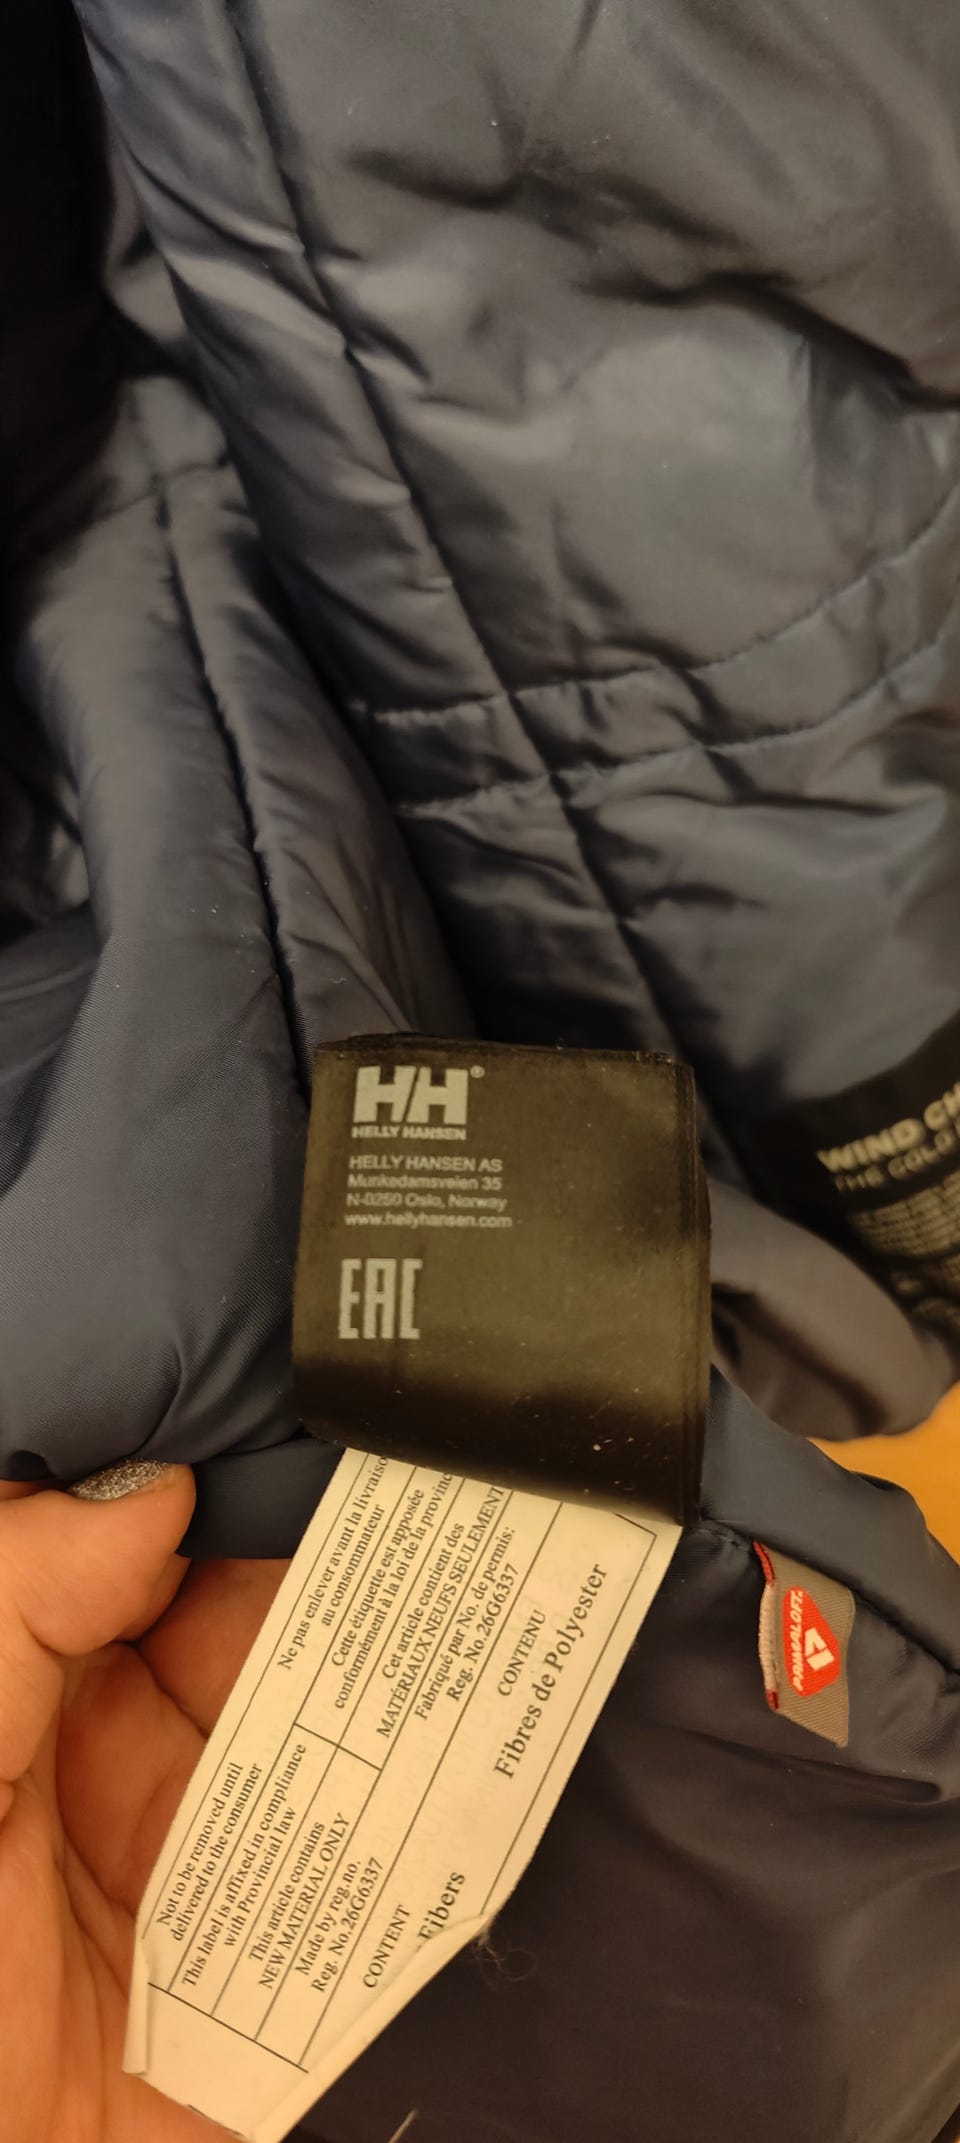 HH®
HELLY HANSEN
HELLY HANSEN AS
Munkedamsveien 35
N-0250 Oslo, Norway
www.hellyhansen.com
EAC
WIND
THE COLD
PRIMALOFT
Ne pas enlever avant la livraison
au consommateur
Cette étiquette est apposée
conformément à la loi de la
Cet article contient des
MATÉRIAUX NEUFS SEULEMENT
Fabriqué par No. de permis:
Reg. No.26G6337
CONTENU
Fibres de Polyester
Not to be removed until
delivered to the consumer
This label is affixed in compliance
with Provincial law
This article contains
NEW MATERIAL ONLY
Made by reg.no.
Reg. No.26G6337
CONTENT
Fibers